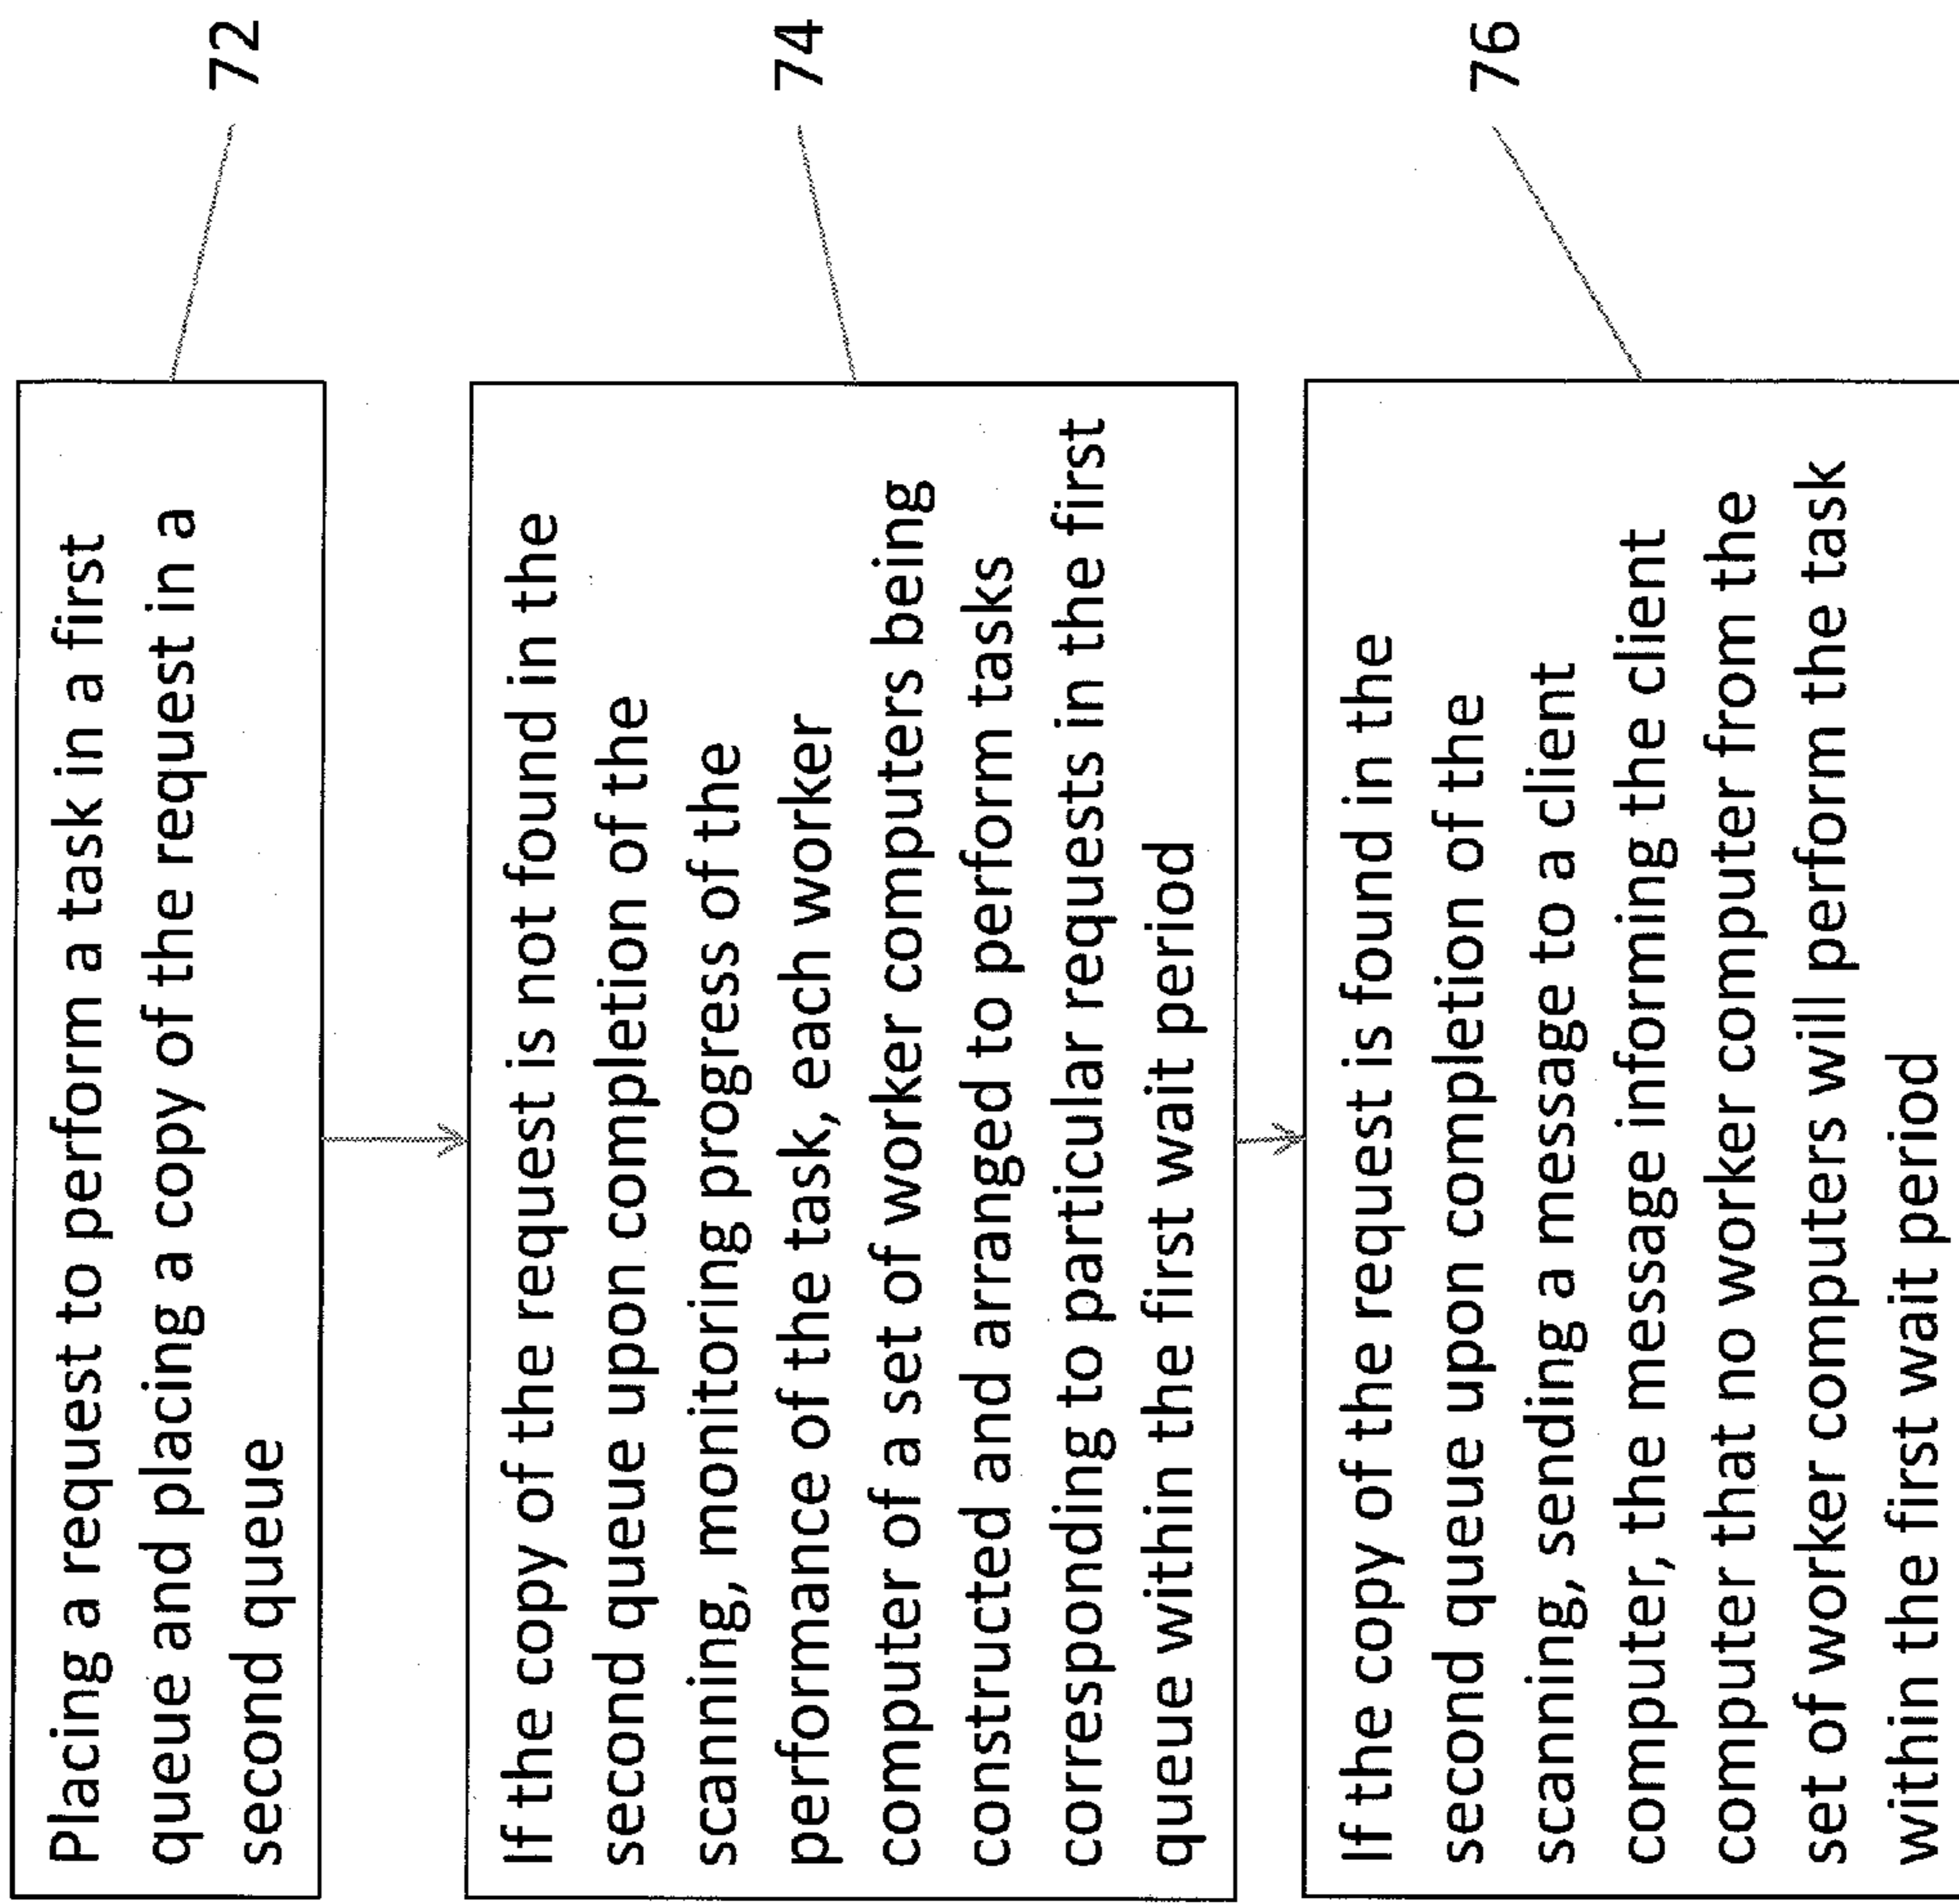 Placing a request to perform a task in a first
queue and placing a copy of the request in a
second queue
72
If the copy of the request is not found in the
second queue upon completion of the
scanning, monitoring progress of the
performance of the task, each worker
computer of a set of worker computers being
constructed and arranged to perform tasks
corresponding to particular requests in the first
queue within the first wait period
74
If the copy of the request is found in the
second queue upon completion of the
scanning, sending a message to a client
computer, the message informing the client
computer that no worker computer from the
set of worker computers will perform the task
within the first wait period
76